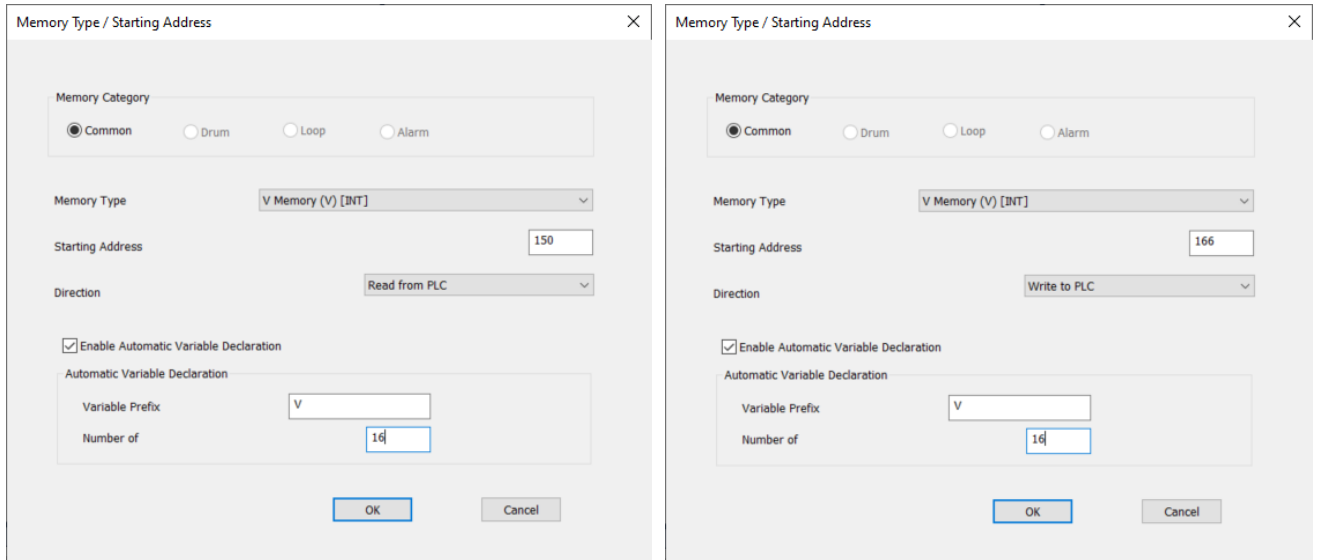 Memory Type / Starting Address
Memory Category
Common Drum Loop Alarm
Memory Type V Memory (V) [INT]
Starting Address 150
Direction Read from PLC
Enable Automatic Variable Declaration
Automatic Variable Declaration
Variable Prefix V
Number of 16
OK Cancel
Memory Type / Starting Address
Memory Category
Common Drum Loop Alarm
Memory Type V Memory (V) [INT]
Starting Address 166
Direction Write to PLC
Enable Automatic Variable Declaration
Automatic Variable Declaration
Variable Prefix V
Number of 16
OK Cancel